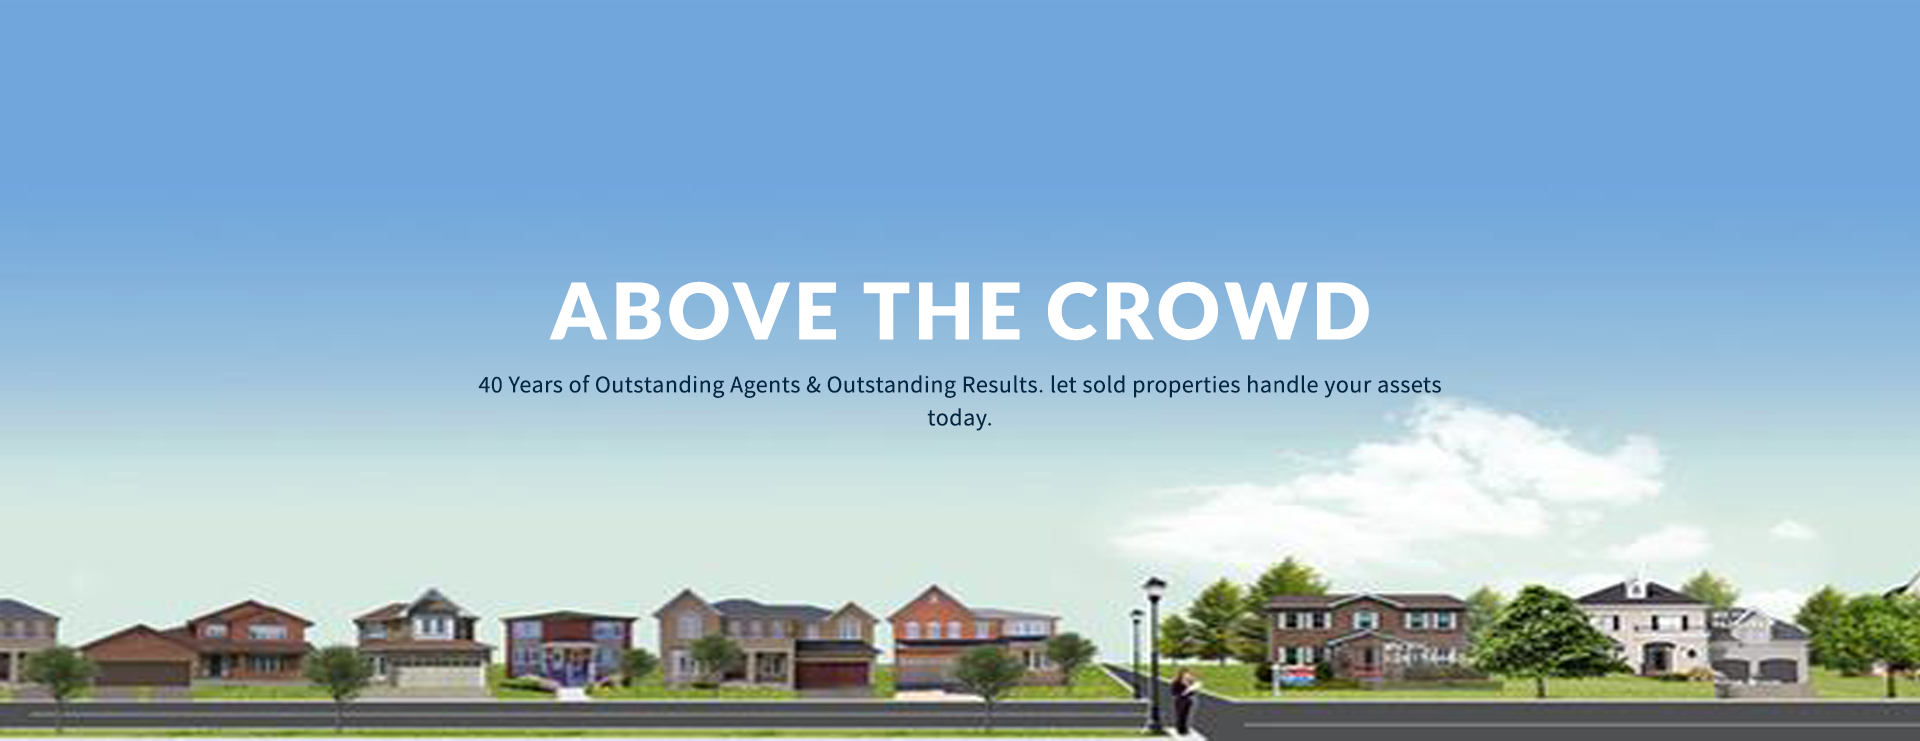 ABOVE THE CROWD
40 Years of Outstanding Agents & Outstanding Results. let sold properties handle your assets
today.